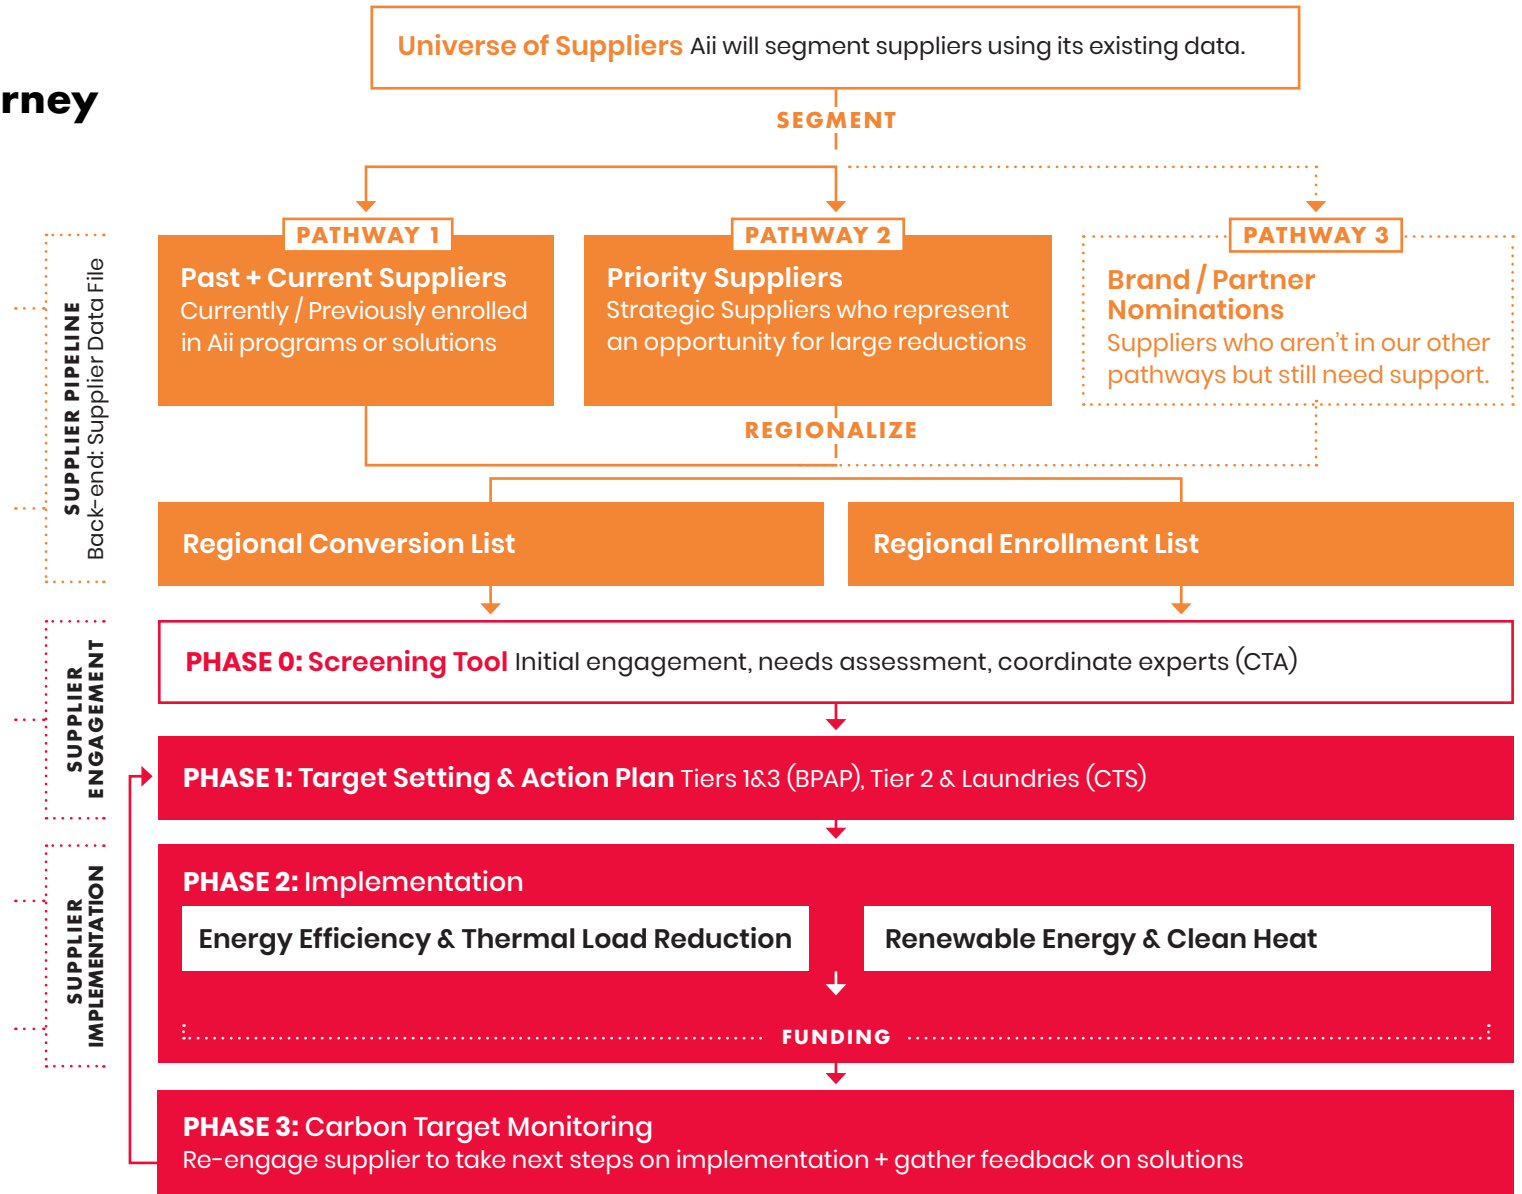 Universe of Suppliers Aii will segment suppliers using its existing data.
rney
SEGMENT
PATHWAY 1
PATHWAY 2
PATHWAY 3
Past + Current Suppliers
Currently / Previously enrolled
in Aii programs or solutions
Priority Suppliers
Strategic Suppliers who represent
an opportunity for large reductions
Brand / Partner
Nominations
Suppliers who aren't in our other
pathways but still need support.
SUPPLIER PIPELINE
Back-end: Supplier Data File
REGIONALIZE
Regional Conversion List
Regional Enrollment List
SUPPLIER
ENGAGEMENT
PHASE 0: Screening Tool Initial engagement, needs assessment, coordinate experts (CTA)
PHASE 1: Target Setting & Action Plan Tiers 1&3 (BPAP), Tier 2 & Laundries (CTS)
SUPPLIER
IMPLEMENTATION
PHASE 2: Implementation
Energy Efficiency & Thermal Load Reduction
Renewable Energy & Clean Heat
FUNDING
PHASE 3: Carbon Target Monitoring
Re-engage supplier to take next steps on implementation + gather feedback on solutions